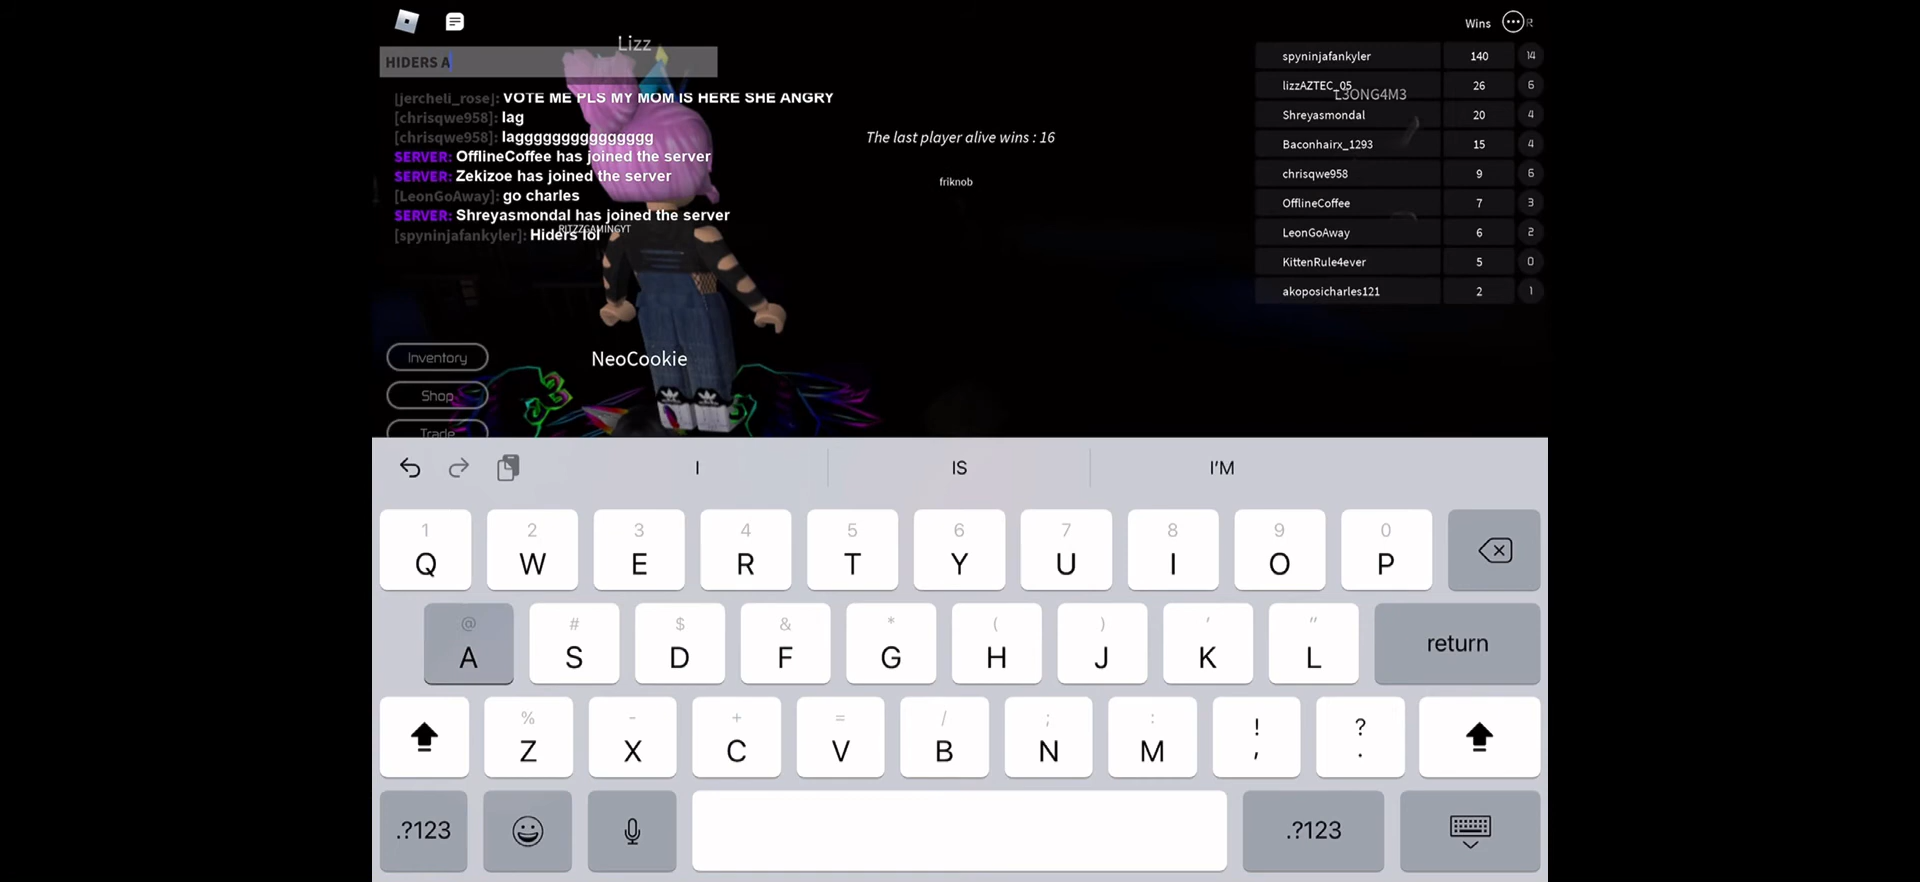 Lizz
Wins
HIDERS A
[jercheli_rose]: VOTE ME PLS MY MOM IS HERE SHE ANGRY
[chrisqwe958]: lag
[chrisqwe958]: laggggggggggggggg
SERVER: OfflineCoffee has joined the server
SERVER: Zekizoe has joined the server
[LeonGoAway]: go charles
SERVER: Shreyasmondal has joined the server
RITZZGAMINGYT
[spyninjafankyler]: Hiders lol
The last player alive wins : 16
friknob
spyninjafankyler 140 14
lizzAZTEC_05 26 6
L3ONG4M3
Shreyasmondal 20 4
Baconhairx_1293 15 4
chrisqwe958 9 6
OfflineCoffee 7 3
LeonGoAway 6 2
KittenRule4ever 5 0
akoposicharles121 2 1
Inventory
NeoCookie
Shop
Trade
I IS I'M
1 2 3 4 5 6 7 8 9 0
Q W E R T Y U I O P
@ # $ & * ( ) ' "
A S D F G H J K L return
% - + = / ; : ! ?
Z X C V B N M , .
.?123 .?123